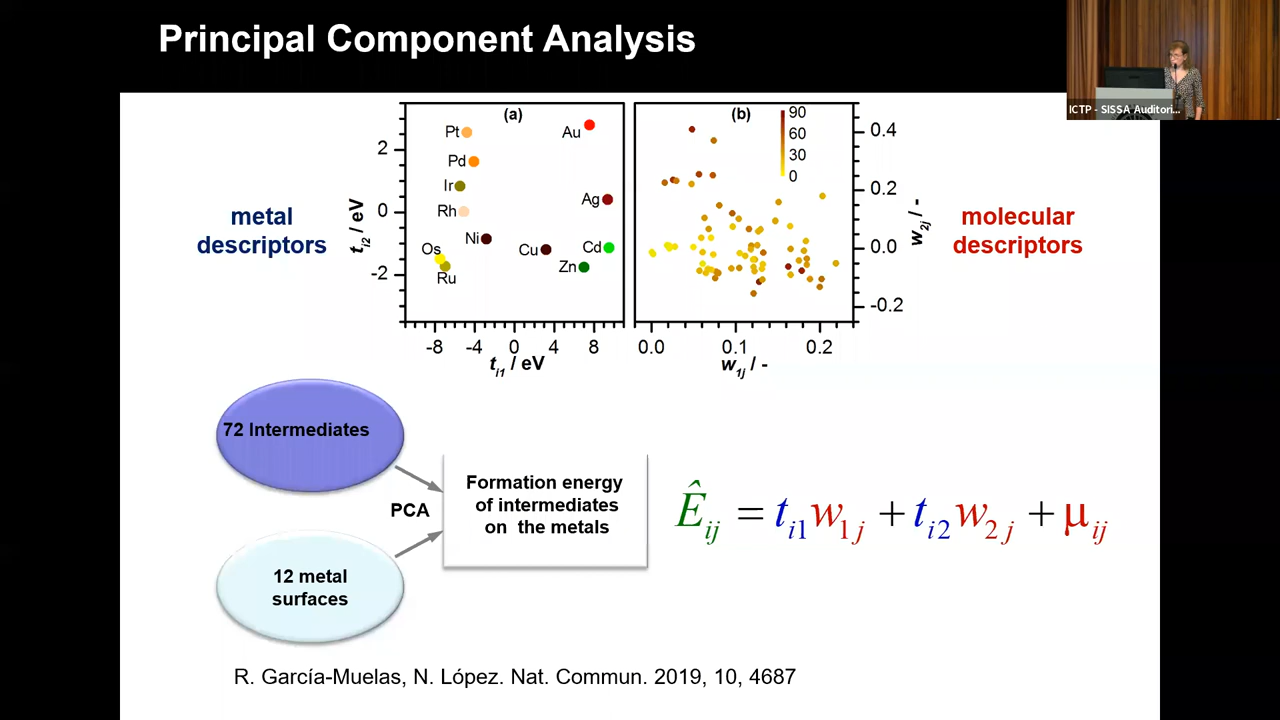 Principal Component Analysis
ICTP - SISSA Auditori...
metal
descriptors
(a)
Pt
Au
Pd
Ir
Rh
Ag
Ni
Cu
Cd
Os
Zn
Ru
2
0
-2
t_i2 / eV
-8 -4 0 4 8
t_i1 / eV
(b)
90
60
30
0
0.4
0.2
0.0
-0.2
w_2j / -
0.0 0.1 0.2
w_1j / -
molecular
descriptors
72 Intermediates
PCA
12 metal
surfaces
Formation energy
of intermediates
on the metals
Ê_ij = t_i1 w_1j + t_i2 w_2j + μ_ij
R. García-Muelas, N. López. Nat. Commun. 2019, 10, 4687